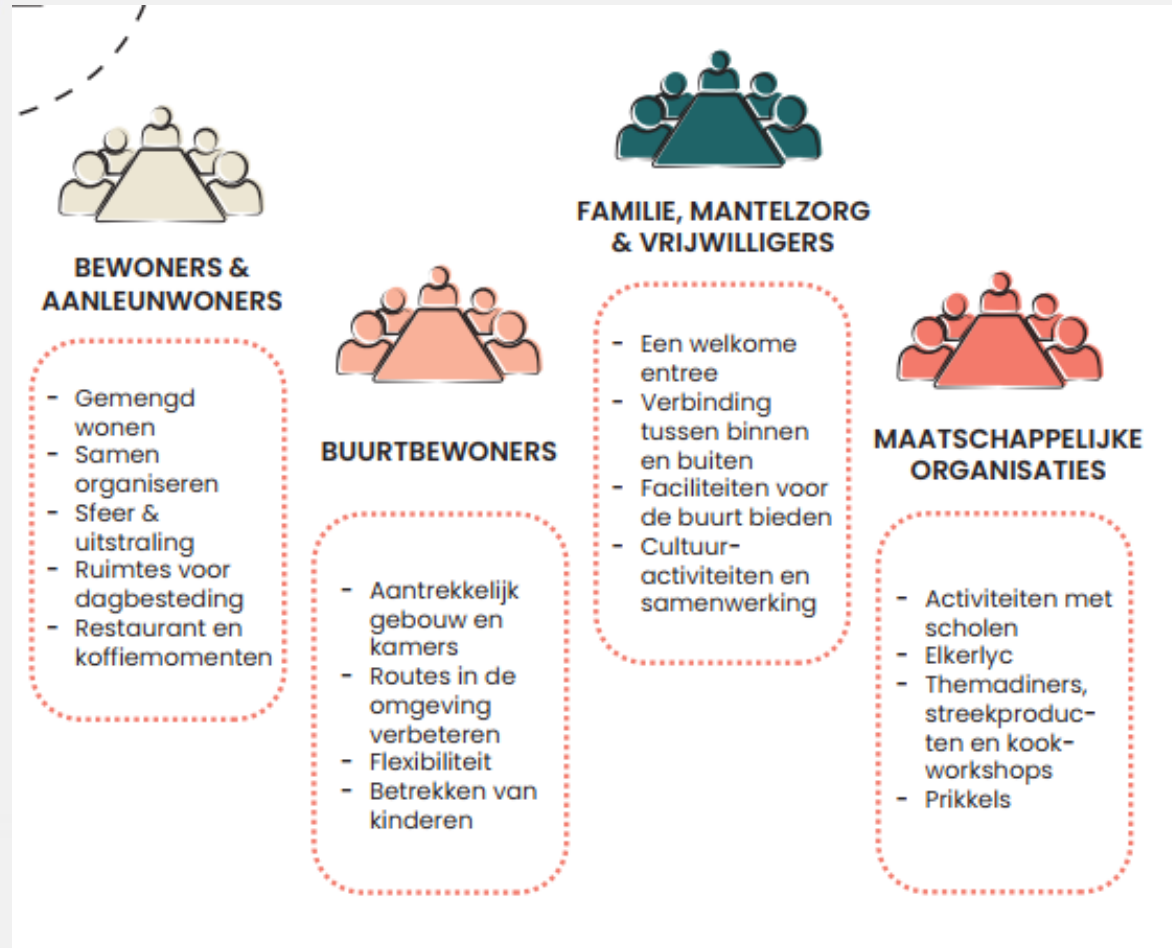 BEWONERS &
AANLEUNWONERS
- Gemengd
wonen
- Samen
organiseren
- Sfeer &
uitstraling
- Ruimtes voor
dagbesteding
- Restaurant en
koffiemomenten
BUURTBEWONERS
- Aantrekkelijk
gebouw en
kamers
- Routes in de
omgeving
verbeteren
- Flexibiliteit
- Betrekken van
kinderen
FAMILIE, MANTELZORG
& VRIJWILLIGERS
- Een welkome
entree
- Verbinding
tussen binnen
en buiten
- Faciliteiten voor
de buurt bieden
- Cultuur-
activiteiten en
samenwerking
MAATSCHAPPELIJKE
ORGANISATIES
- Activiteiten met
scholen
- Elkerlyc
- Themadiners,
streekproduc-
ten en kook-
workshops
- Prikkels